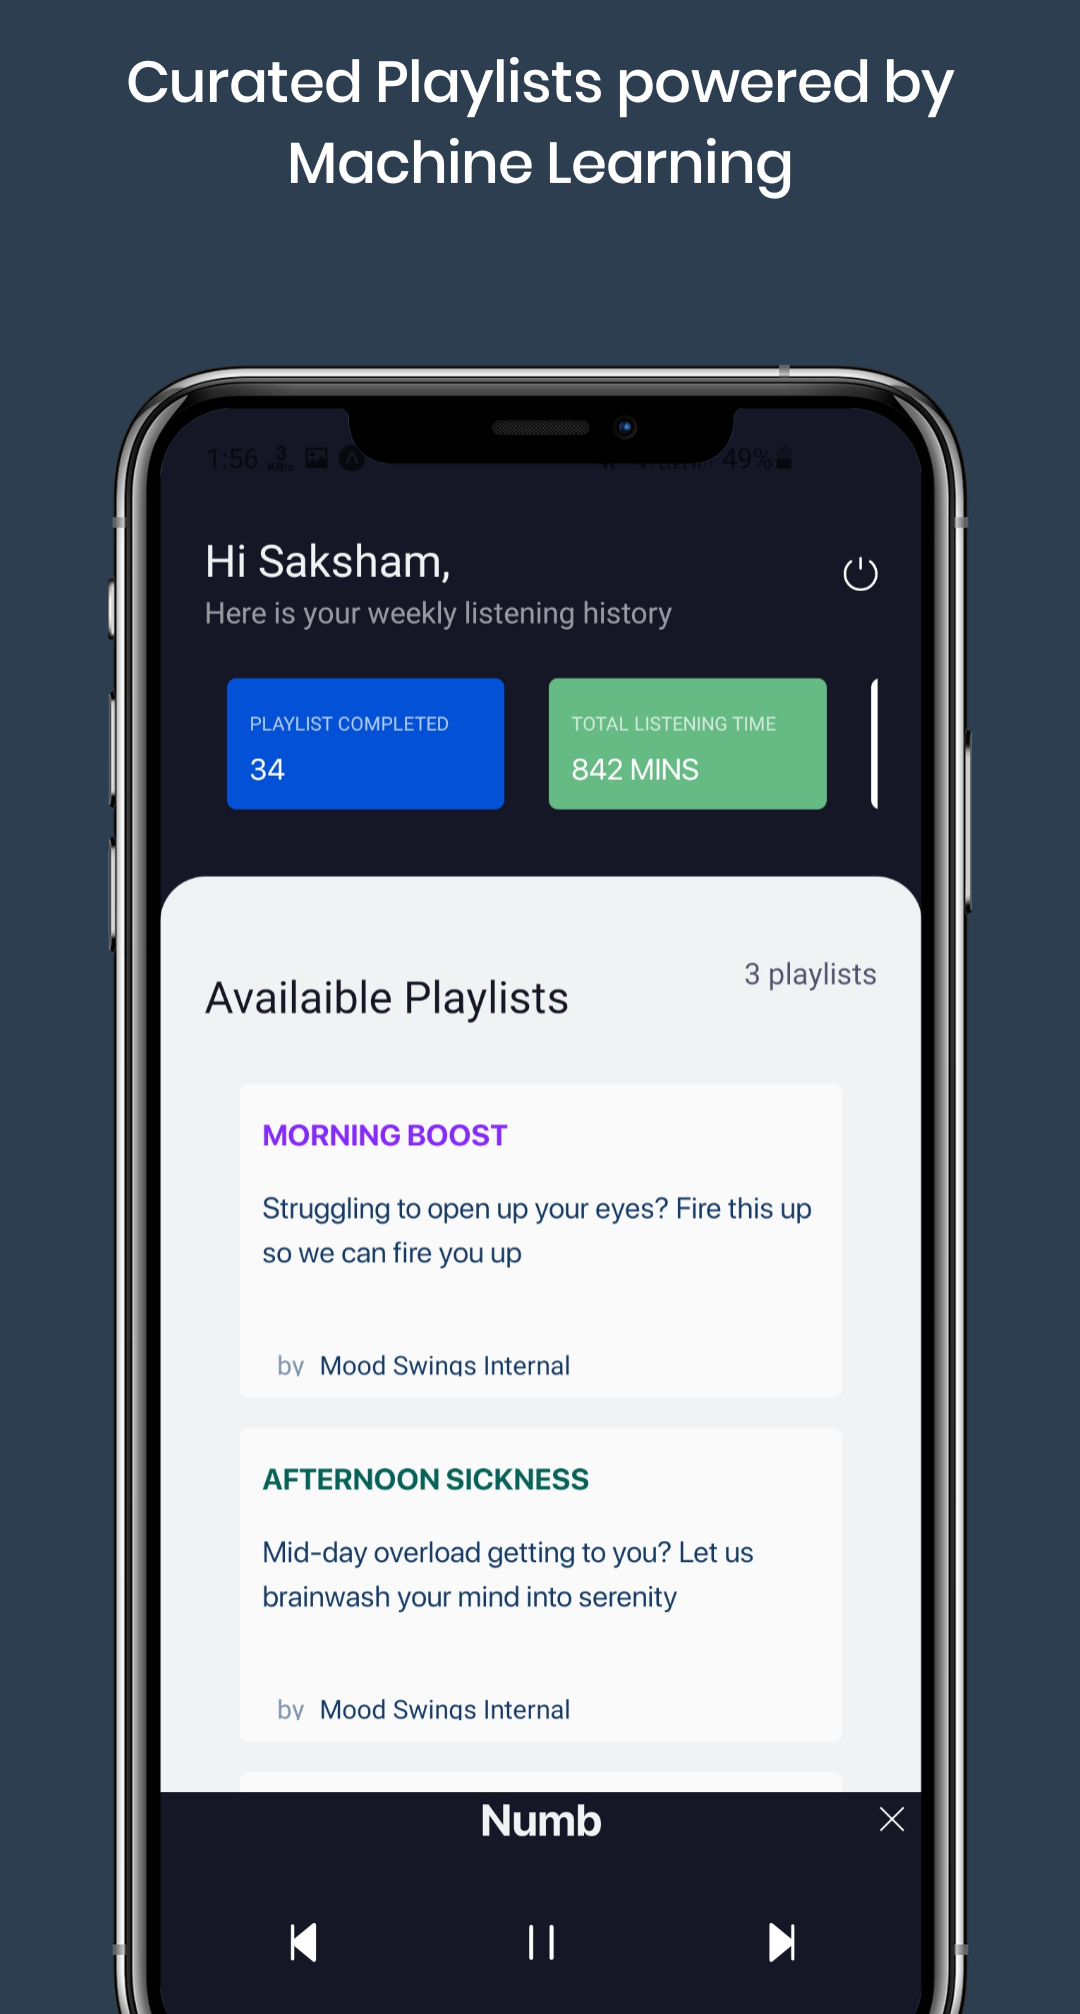 Curated Playlists powered by
Machine Learning
1:56 3 KB/s 49%
Hi Saksham,
Here is your weekly listening history
PLAYLIST COMPLETED
34
TOTAL LISTENING TIME
842 MINS
3 playlists
Availaible Playlists
MORNING BOOST
Struggling to open up your eyes? Fire this up
so we can fire you up
by Mood Swings Internal
AFTERNOON SICKNESS
Mid-day overload getting to you? Let us
brainwash your mind into serenity
by Mood Swings Internal
Numb